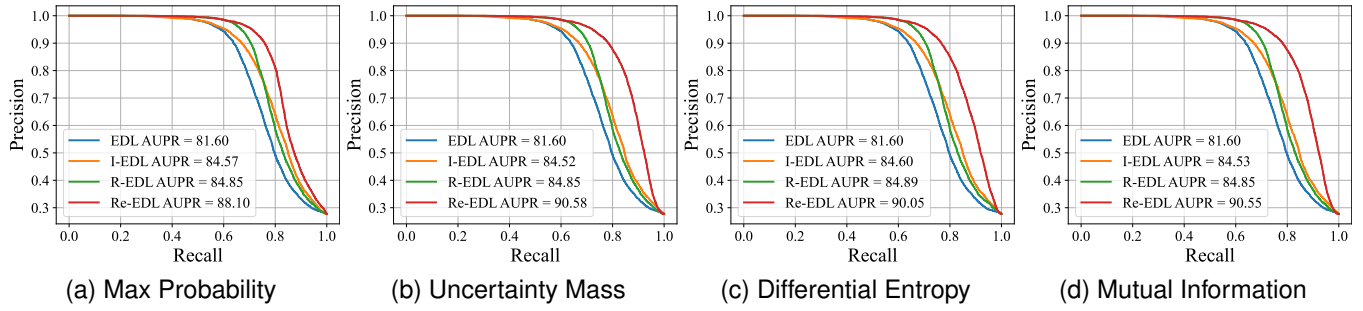 Precision
1.0
0.9
0.8
0.7
0.6
0.5
0.4
0.3
EDL AUPR = 81.60
I-EDL AUPR = 84.57
R-EDL AUPR = 84.85
Re-EDL AUPR = 88.10
0.0 0.2 0.4 0.6 0.8 1.0
Recall
(a) Max Probability
Precision
1.0
0.9
0.8
0.7
0.6
0.5
0.4
0.3
EDL AUPR = 81.60
I-EDL AUPR = 84.52
R-EDL AUPR = 84.85
Re-EDL AUPR = 90.58
0.0 0.2 0.4 0.6 0.8 1.0
Recall
(b) Uncertainty Mass
Precision
1.0
0.9
0.8
0.7
0.6
0.5
0.4
0.3
EDL AUPR = 81.60
I-EDL AUPR = 84.60
R-EDL AUPR = 84.89
Re-EDL AUPR = 90.05
0.0 0.2 0.4 0.6 0.8 1.0
Recall
(c) Differential Entropy
Precision
1.0
0.9
0.8
0.7
0.6
0.5
0.4
0.3
EDL AUPR = 81.60
I-EDL AUPR = 84.53
R-EDL AUPR = 84.85
Re-EDL AUPR = 90.55
0.0 0.2 0.4 0.6 0.8 1.0
Recall
(d) Mutual Information